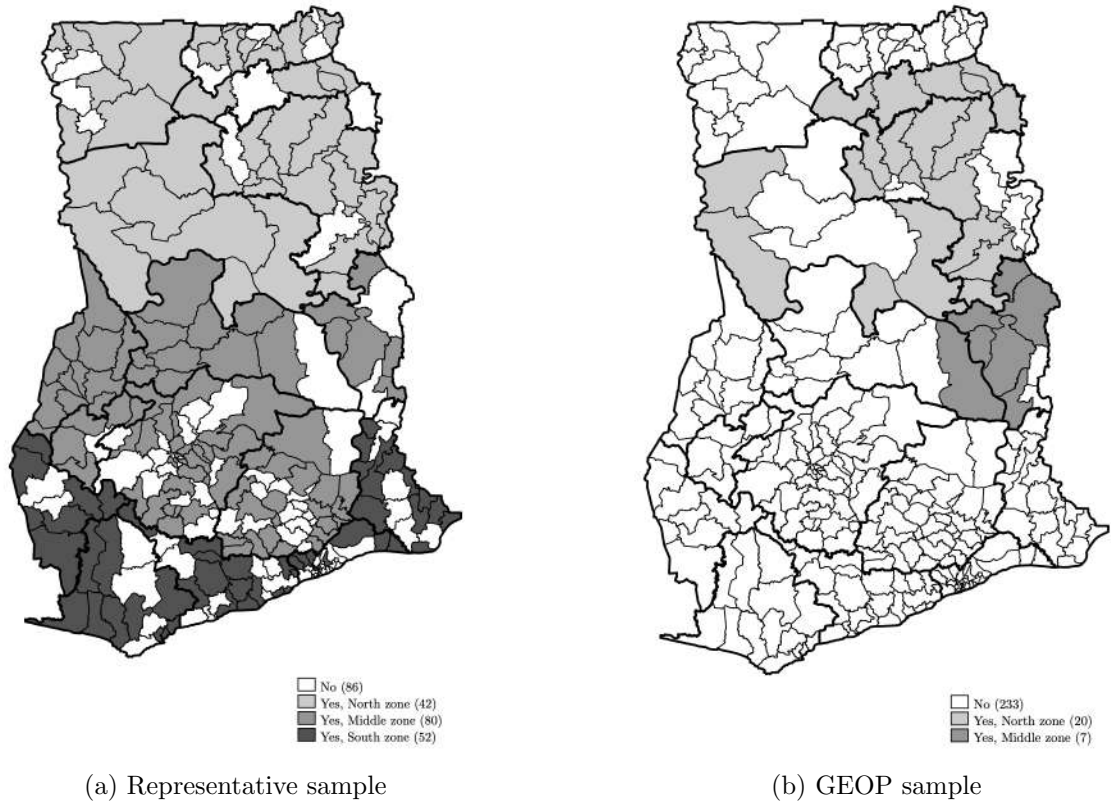 No (86)
Yes, North zone (42)
Yes, Middle zone (80)
Yes, South zone (52)
(a) Representative sample
No (233)
Yes, North zone (20)
Yes, Middle zone (7)
(b) GEOP sample